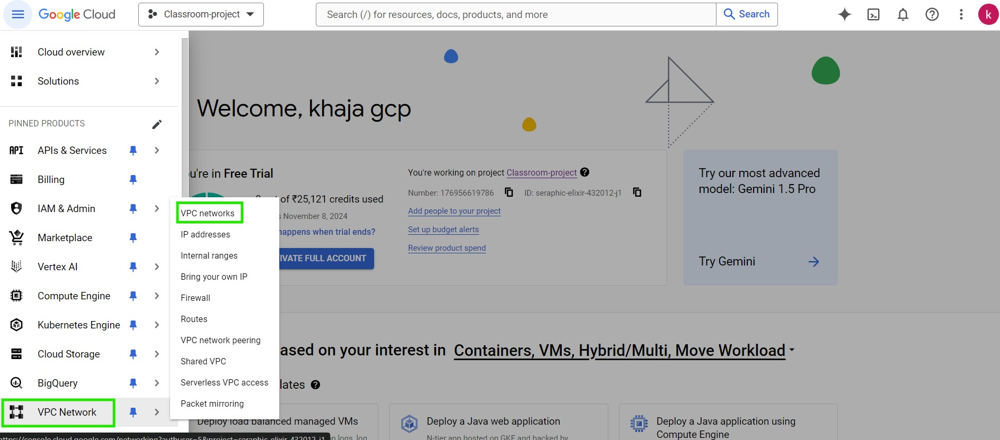 Google Cloud
Classroom-project
Search (/) for resources, docs, products, and more
Search
k
Cloud overview
Solutions
PINNED PRODUCTS
API APIs & Services
Billing
IAM & Admin
Marketplace
Vertex AI
Compute Engine
Kubernetes Engine
Cloud Storage
BigQuery
VPC Network
VPC networks
IP addresses
Internal ranges
Bring your own IP
Firewall
Routes
VPC network peering
Shared VPC
Serverless VPC access
Packet mirroring
Welcome, khaja gcp
u're in Free Trial
of ₹25,121 credits used
s November 8, 2024
happens when trial ends?
IVATE FULL ACCOUNT
You're working on project Classroom-project
Number: 176956619786 ID: seraphic-elixir-432012-j1
Add people to your project
Set up budget alerts
Review product spend
Try our most advanced
model: Gemini 1.5 Pro
Try Gemini
ased on your interest in Containers, VMs, Hybrid/Multi, Move Workload
lates
Deploy load balanced managed VMs
n logs, log
Deploy a Java web application
N-tier app hosted on GKE and backed by
Deploy a Java application using
Compute Engine
https://console.cloud.google.com/networking?authuser=5&project=seraphic-elixir-432012-j1